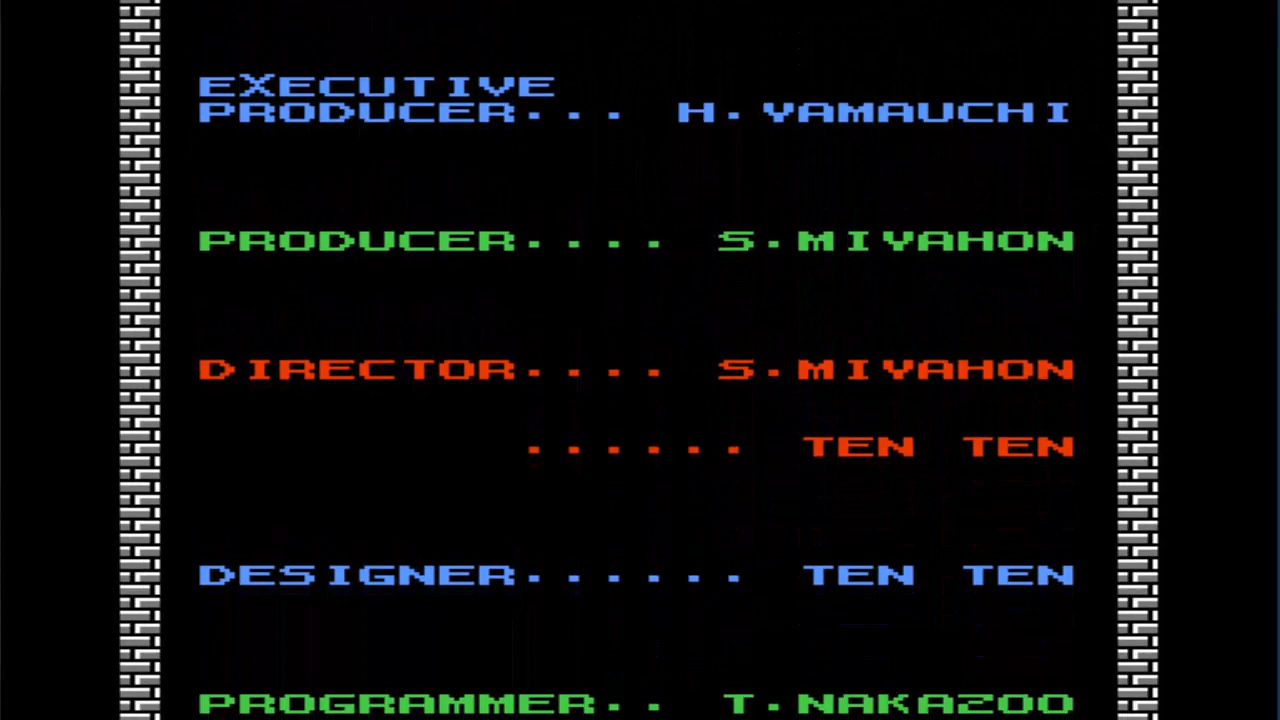 EXECUTIVE
PRODUCER... H.YAMAUCHI
PRODUCER.... S.MIYAHON
DIRECTOR.... S.MIYAHON
...... TEN TEN
DESIGNER...... TEN TEN
PROGRAMMER.. T.NAKAZOO